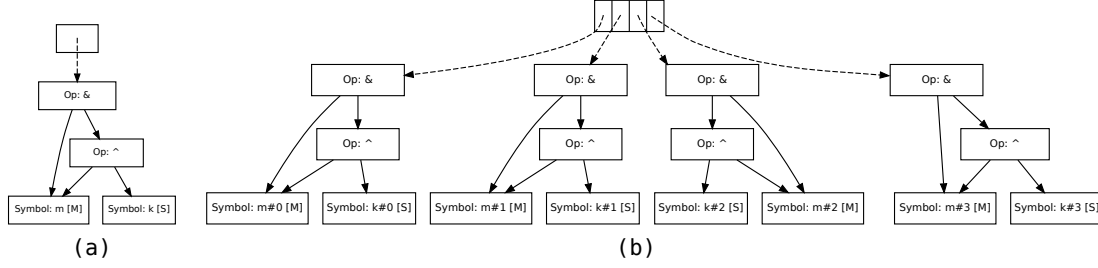 Op: &
Op: ^
Symbol: m [M]
Symbol: k [S]
(a)
Op: &
Op: &
Op: &
Op: &
Op: ^
Op: ^
Op: ^
Op: ^
Symbol: m#0 [M]
Symbol: k#0 [S]
Symbol: m#1 [M]
Symbol: k#1 [S]
Symbol: k#2 [S]
Symbol: m#2 [M]
Symbol: m#3 [M]
Symbol: k#3 [S]
(b)